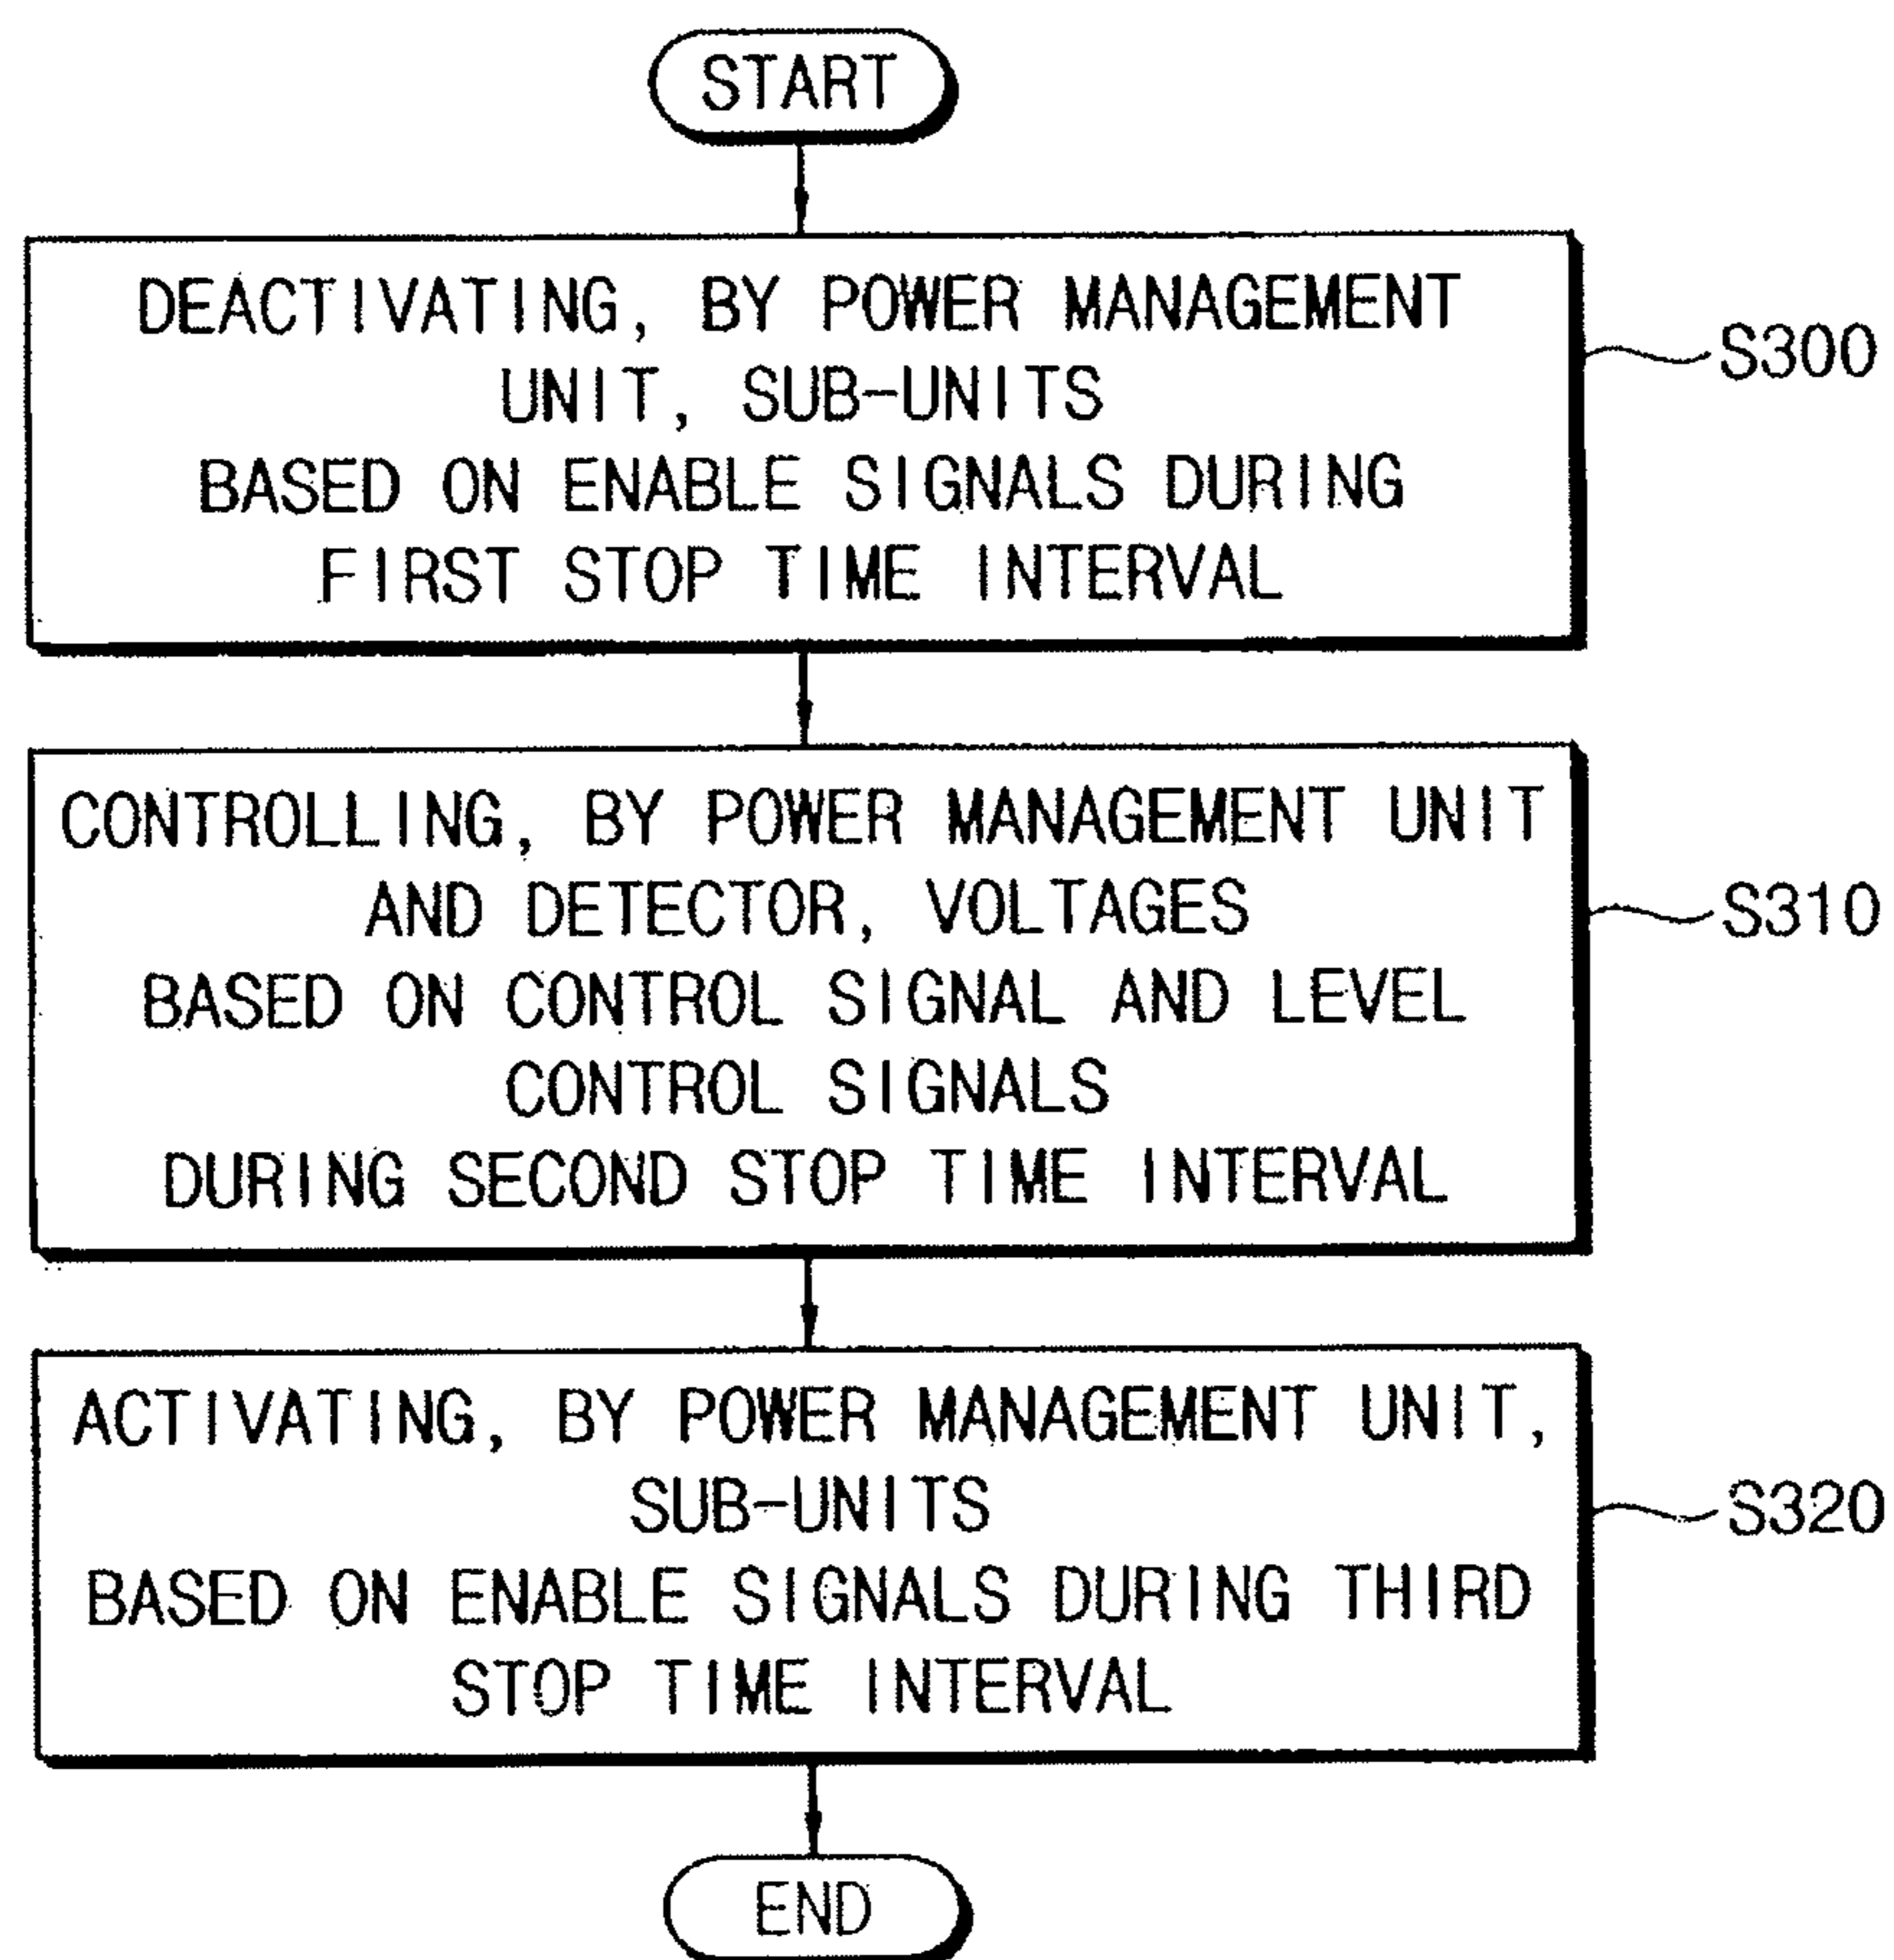 START
DEACTIVATING, BY POWER MANAGEMENT
UNIT, SUB-UNITS
BASED ON ENABLE SIGNALS DURING
FIRST STOP TIME INTERVAL
S300
CONTROLLING, BY POWER MANAGEMENT UNIT
AND DETECTOR, VOLTAGES
BASED ON CONTROL SIGNAL AND LEVEL
CONTROL SIGNALS
DURING SECOND STOP TIME INTERVAL
S310
ACTIVATING, BY POWER MANAGEMENT UNIT,
SUB-UNITS
BASED ON ENABLE SIGNALS DURING THIRD
STOP TIME INTERVAL
S320
END